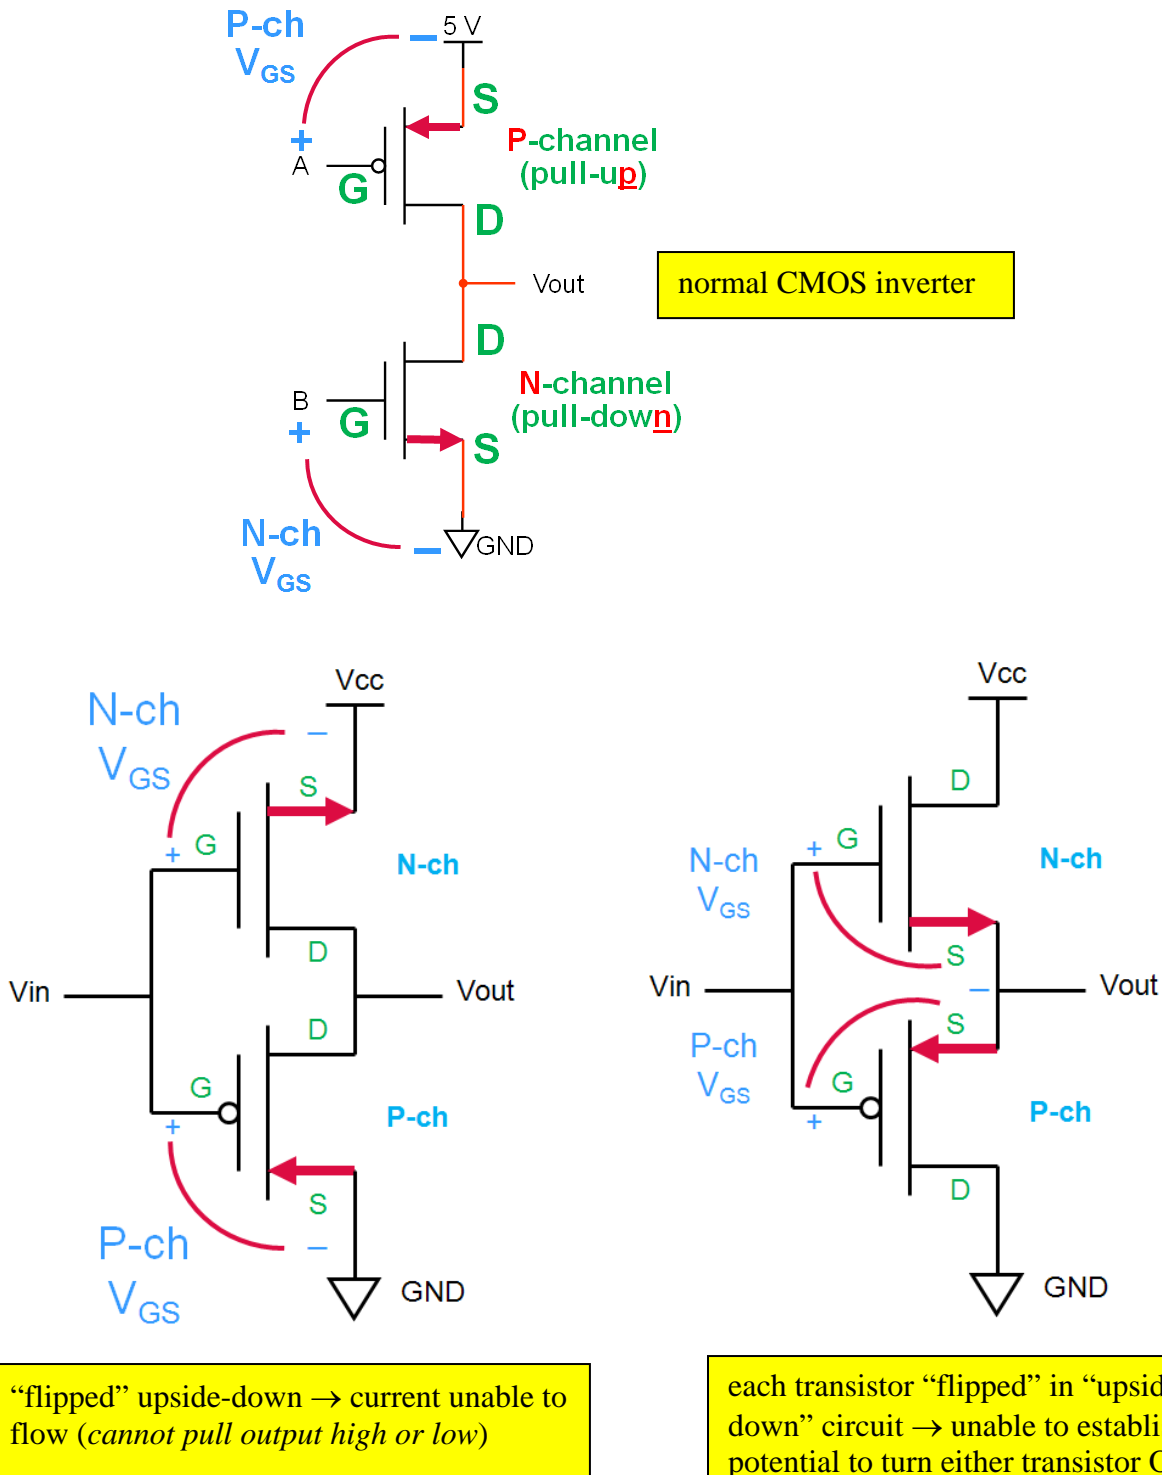 P-ch
VGS
5 V
S
P-channel
(pull-up)
+
A
G
D
Vout
normal CMOS inverter
D
N-channel
(pull-down)
B
G
+
S
N-ch
VGS
GND
Vcc
N-ch
VGS
S
+
G
N-ch
D
Vin
Vout
D
G
+
P-ch
S
P-ch
VGS
GND
Vcc
D
+
G
N-ch
VGS
N-ch
S
Vin
Vout
S
P-ch
VGS
G
+
P-ch
D
GND
“flipped” upside-down → current unable to
flow (cannot pull output high or low)
each transistor “flipped” in
down” circuit → unable to
potential to turn either transistor